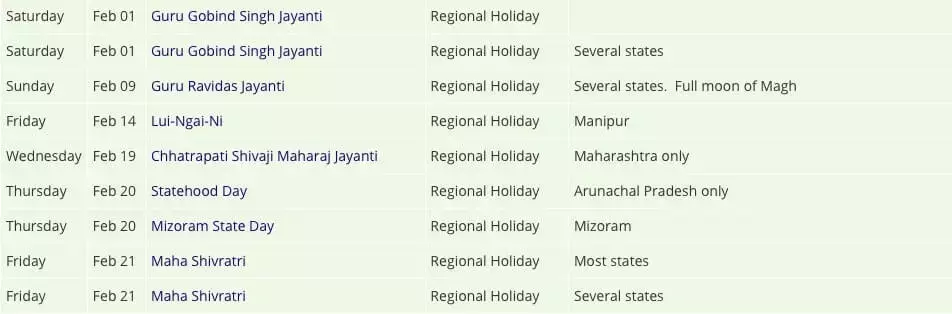 Saturday Feb 01 Guru Gobind Singh Jayanti Regional Holiday
Saturday Feb 01 Guru Gobind Singh Jayanti Regional Holiday Several states
Sunday Feb 09 Guru Ravidas Jayanti Regional Holiday Several states.  Full moon of Magh
Friday Feb 14 Lui-Ngai-Ni Regional Holiday Manipur
Wednesday Feb 19 Chhatrapati Shivaji Maharaj Jayanti Regional Holiday Maharashtra only
Thursday Feb 20 Statehood Day Regional Holiday Arunachal Pradesh only
Thursday Feb 20 Mizoram State Day Regional Holiday Mizoram
Friday Feb 21 Maha Shivratri Regional Holiday Most states
Friday Feb 21 Maha Shivratri Regional Holiday Several states